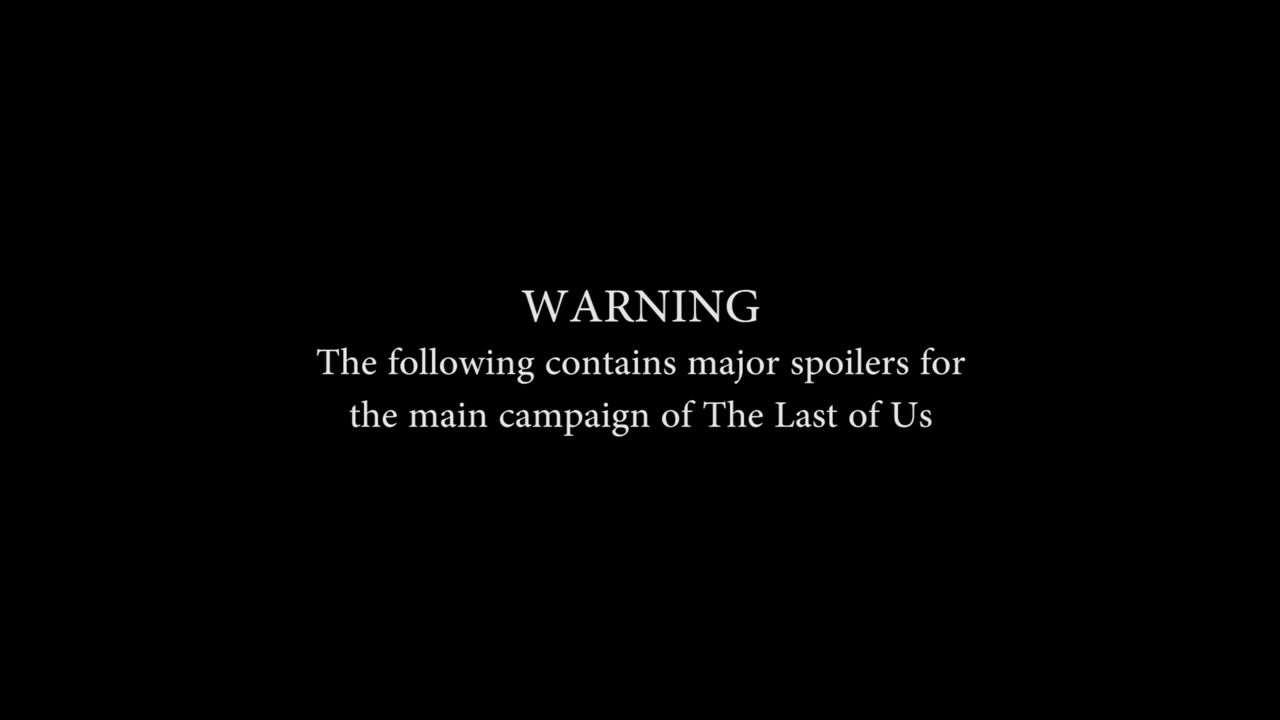 WARNING
The following contains major spoilers for
the main campaign of The Last of Us